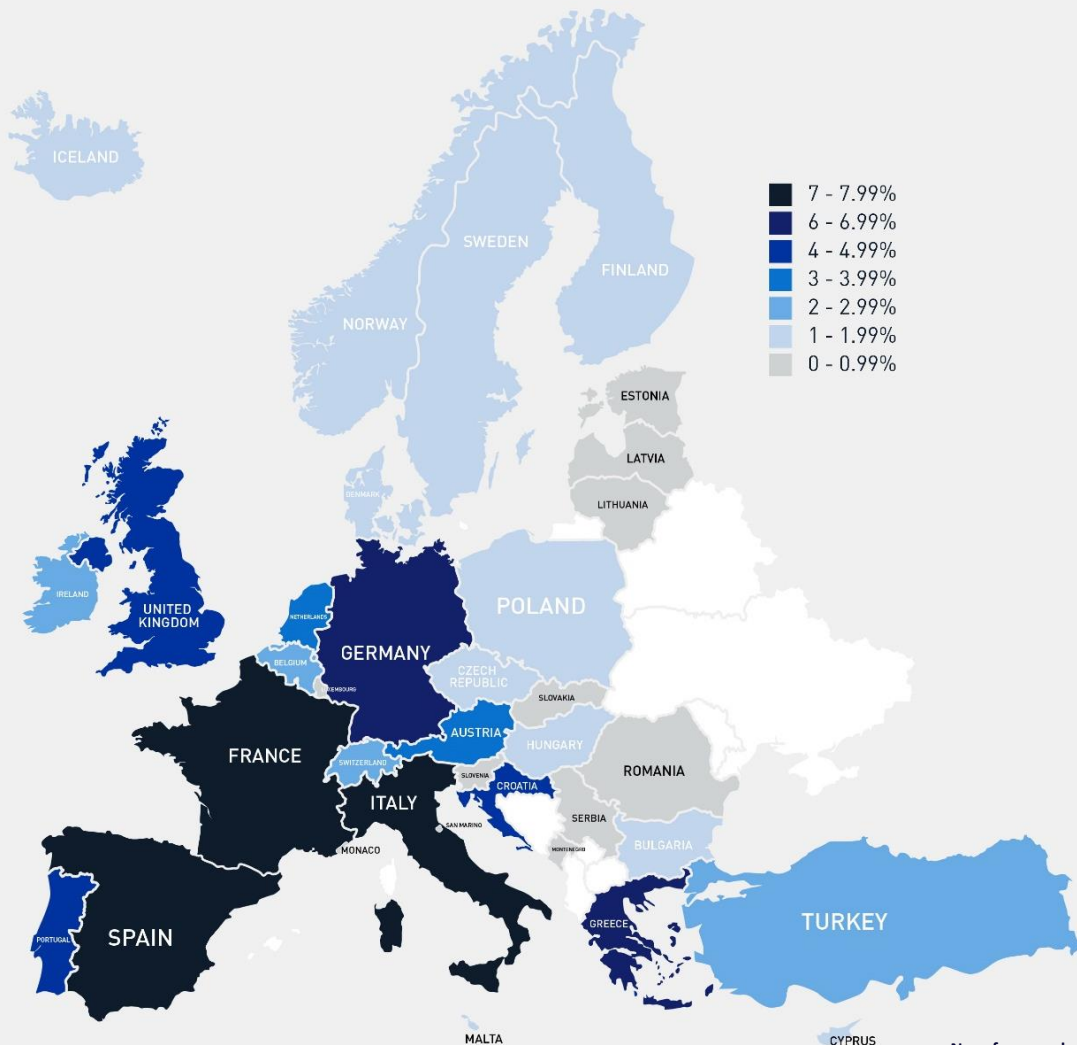 ICELAND
7 - 7.99%
6 - 6.99%
4 - 4.99%
3 - 3.99%
2 - 2.99%
1 - 1.99%
0 - 0.99%
SWEDEN
FINLAND
NORWAY
ESTONIA
LATVIA
LITHUANIA
DENMARK
IRELAND
UNITED
KINGDOM
NETHERLANDS
POLAND
GERMANY
BELGIUM
CZECH
REPUBLIC
XEMBOURG
SLOVAKIA
AUSTRIA
HUNGARY
FRANCE
SWITZERLAND
ROMANIA
SLOVENIA
CROATIA
ITALY
SERBIA
SAN MARINO
MONACO
MONTENEGRO
BULGARIA
GREECE
TURKEY
PORTUGAL
SPAIN
MALTA
CYPRUS